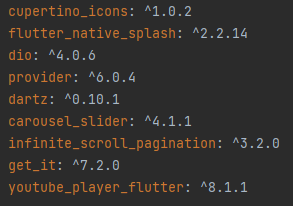 cupertino_icons: ^1.0.2
flutter_native_splash: ^2.2.14
dio: ^4.0.6
provider: ^6.0.4
dartz: ^0.10.1
carousel_slider: ^4.1.1
infinite_scroll_pagination: ^3.2.0
get_it: ^7.2.0
youtube_player_flutter: ^8.1.1